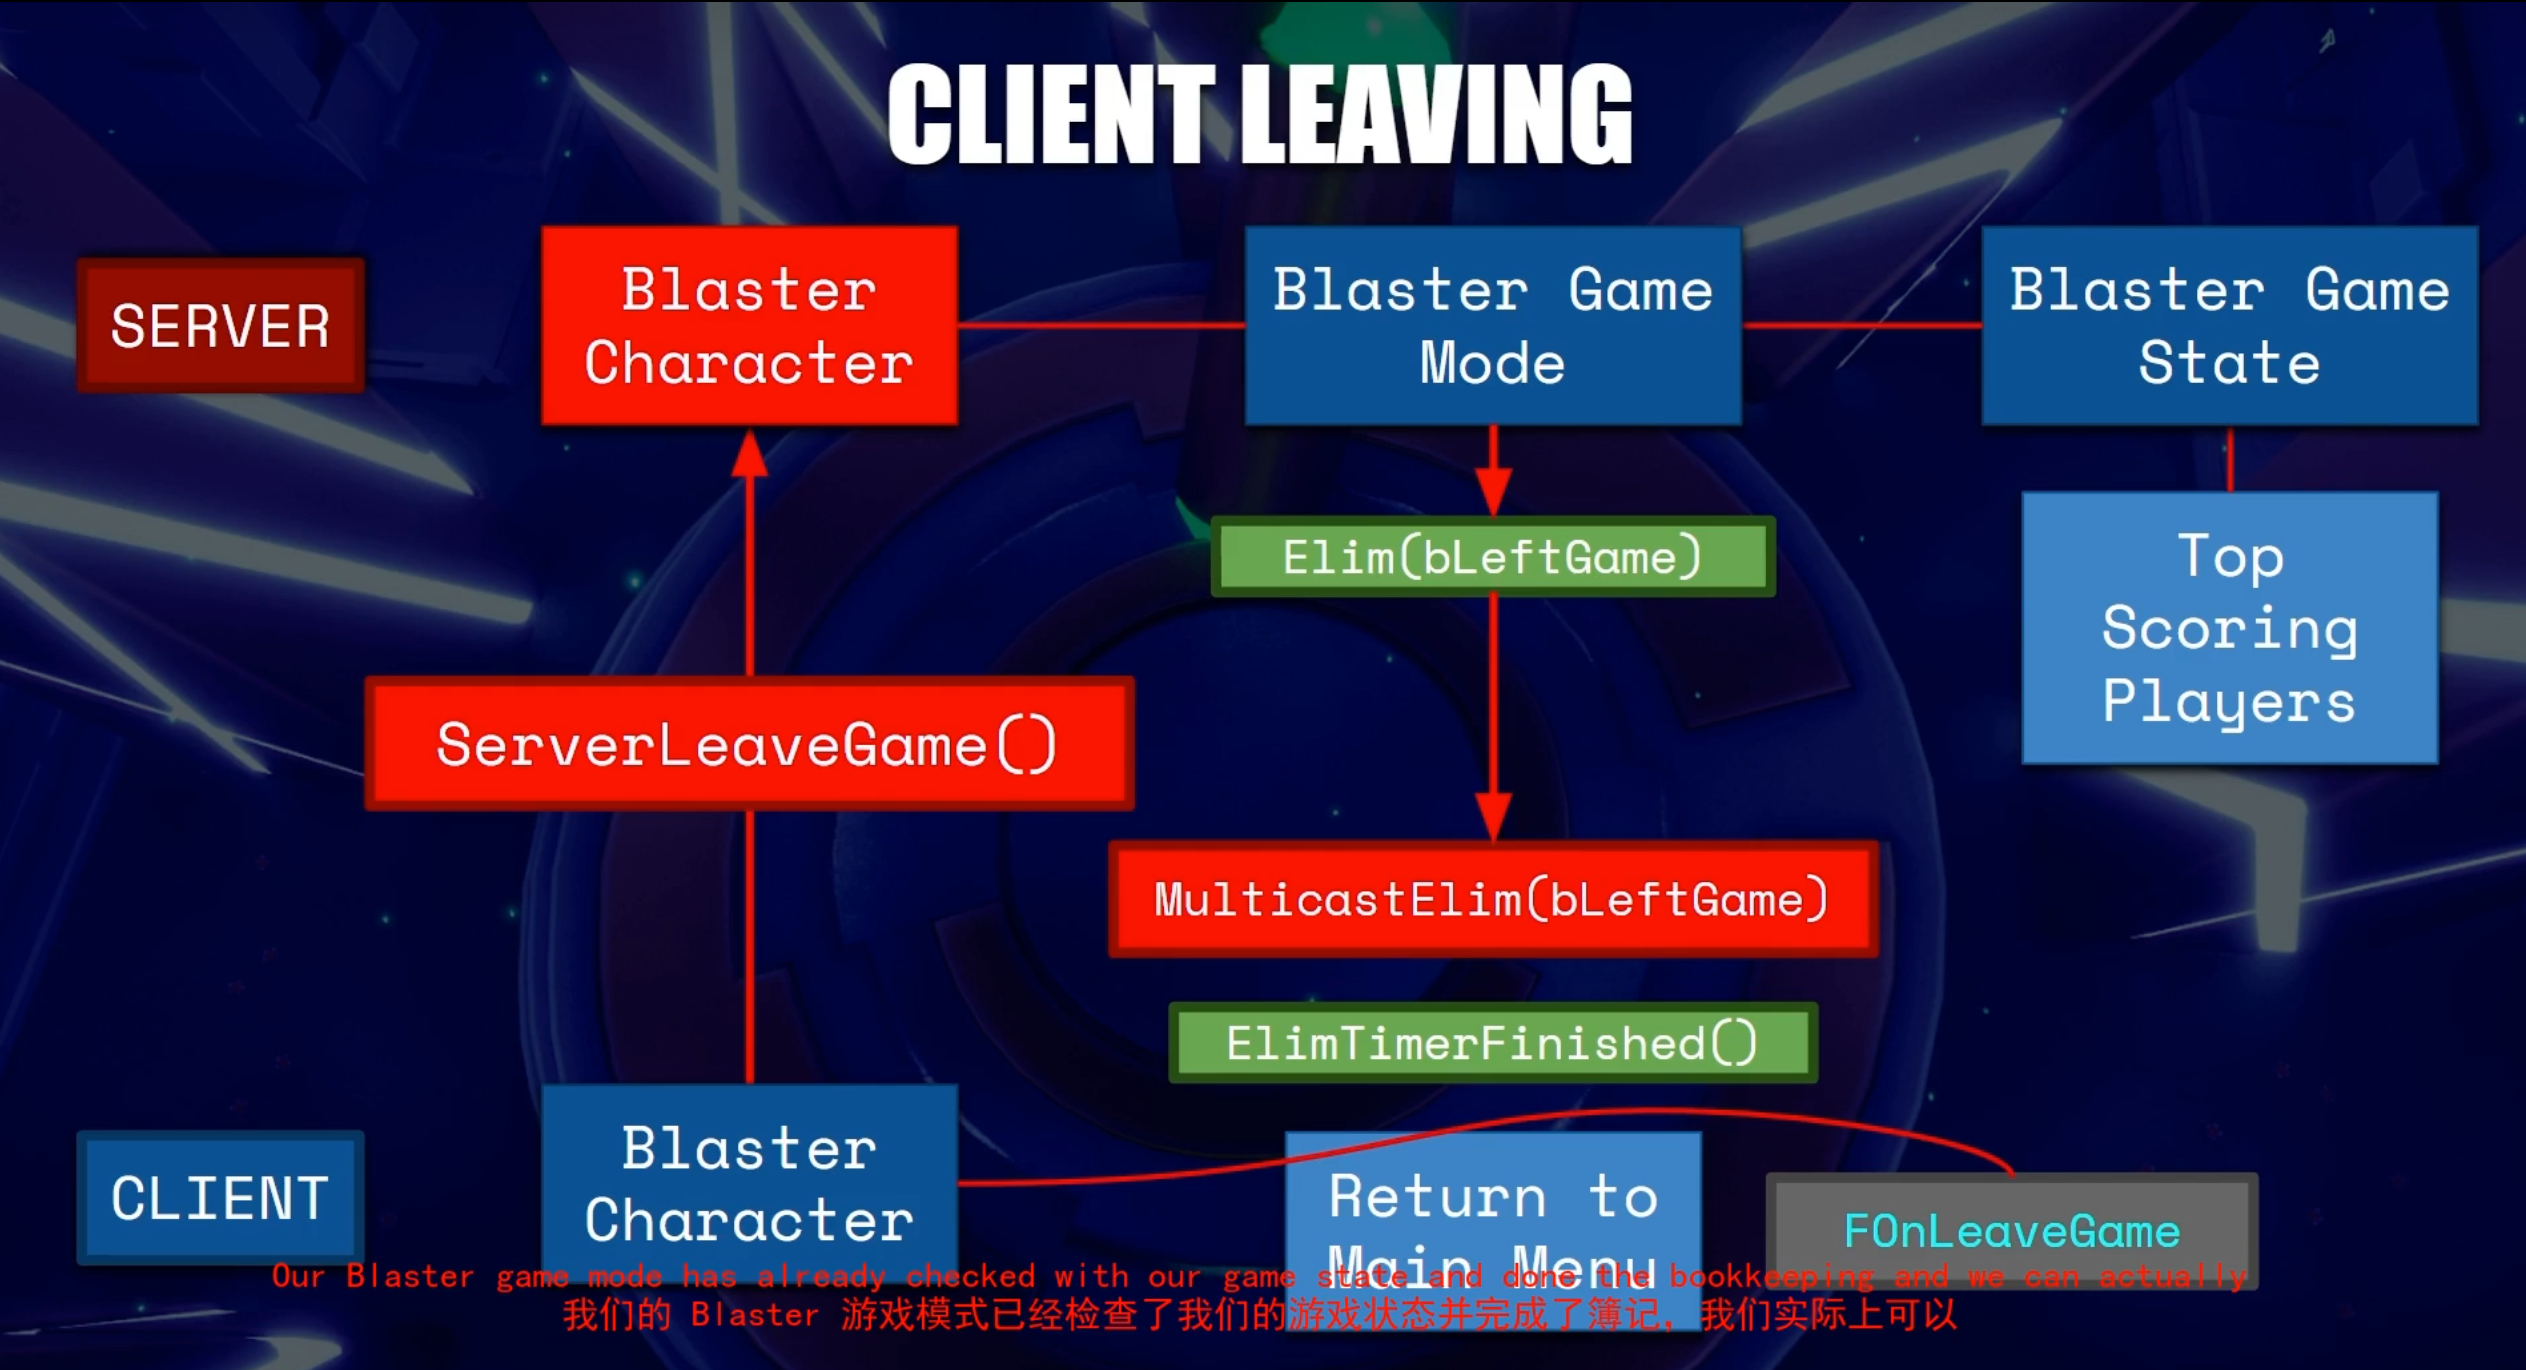 CLIENT LEAVING
SERVER
Blaster
Character
Blaster Game
Mode
Blaster Game
State
Elim(bLeftGame)
Top
Scoring
Players
ServerLeaveGame()
MulticastElim(bLeftGame)
ElimTimerFinished()
CLIENT
Blaster
Character
Return to
Main Menu
FOnLeaveGame
Our Blaster game mode has already checked with our game state and done the bookkeeping and we can actually
我们的 Blaster 游戏模式已经检查了我们的游戏状态并完成了簿记，我们实际上可以